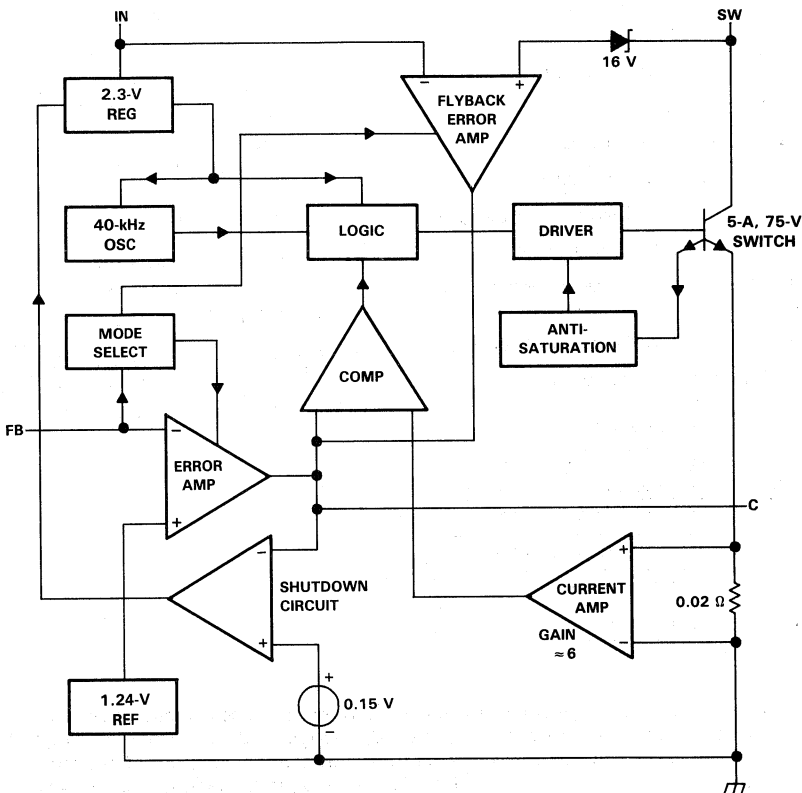 IN
SW
16 V
2.3-V
REG
−
+
FLYBACK
ERROR
AMP
40-kHz
OSC
LOGIC
DRIVER
5-A, 75-V
SWITCH
MODE
SELECT
ANTI-
SATURATION
COMP
FB
−
ERROR
AMP
+
C
−
SHUTDOWN
CIRCUIT
+
+
CURRENT
AMP
−
GAIN
≈6
0.02 Ω
1.24-V
REF
+
0.15 V
−